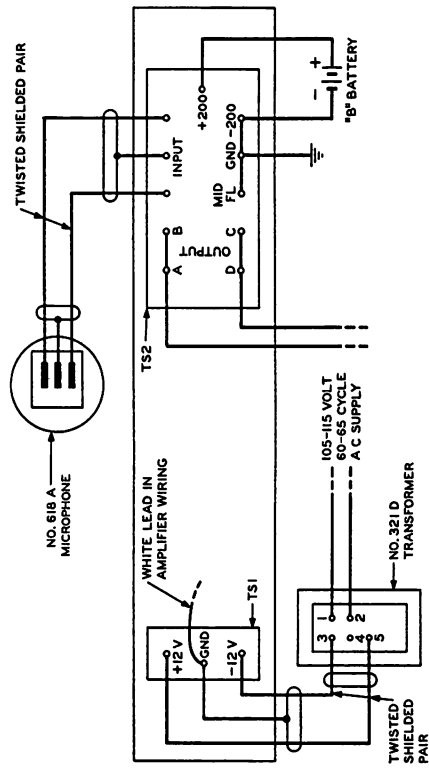 NO. 618 A
MICROPHONE
TWISTED SHIELDED PAIR
TS2
INPUT
+200
-200
GND
MID
FL
OUTPUT
A
B
C
D
+
-
"B" BATTERY
WHITE LEAD IN
AMPLIFIER WIRING
TS1
+12 V
GND
-12 V
105-115 VOLT
60-65 CYCLE
A C SUPPLY
NO. 321 D
TRANSFORMER
1
2
3
4
5
TWISTED
SHIELDED
PAIR